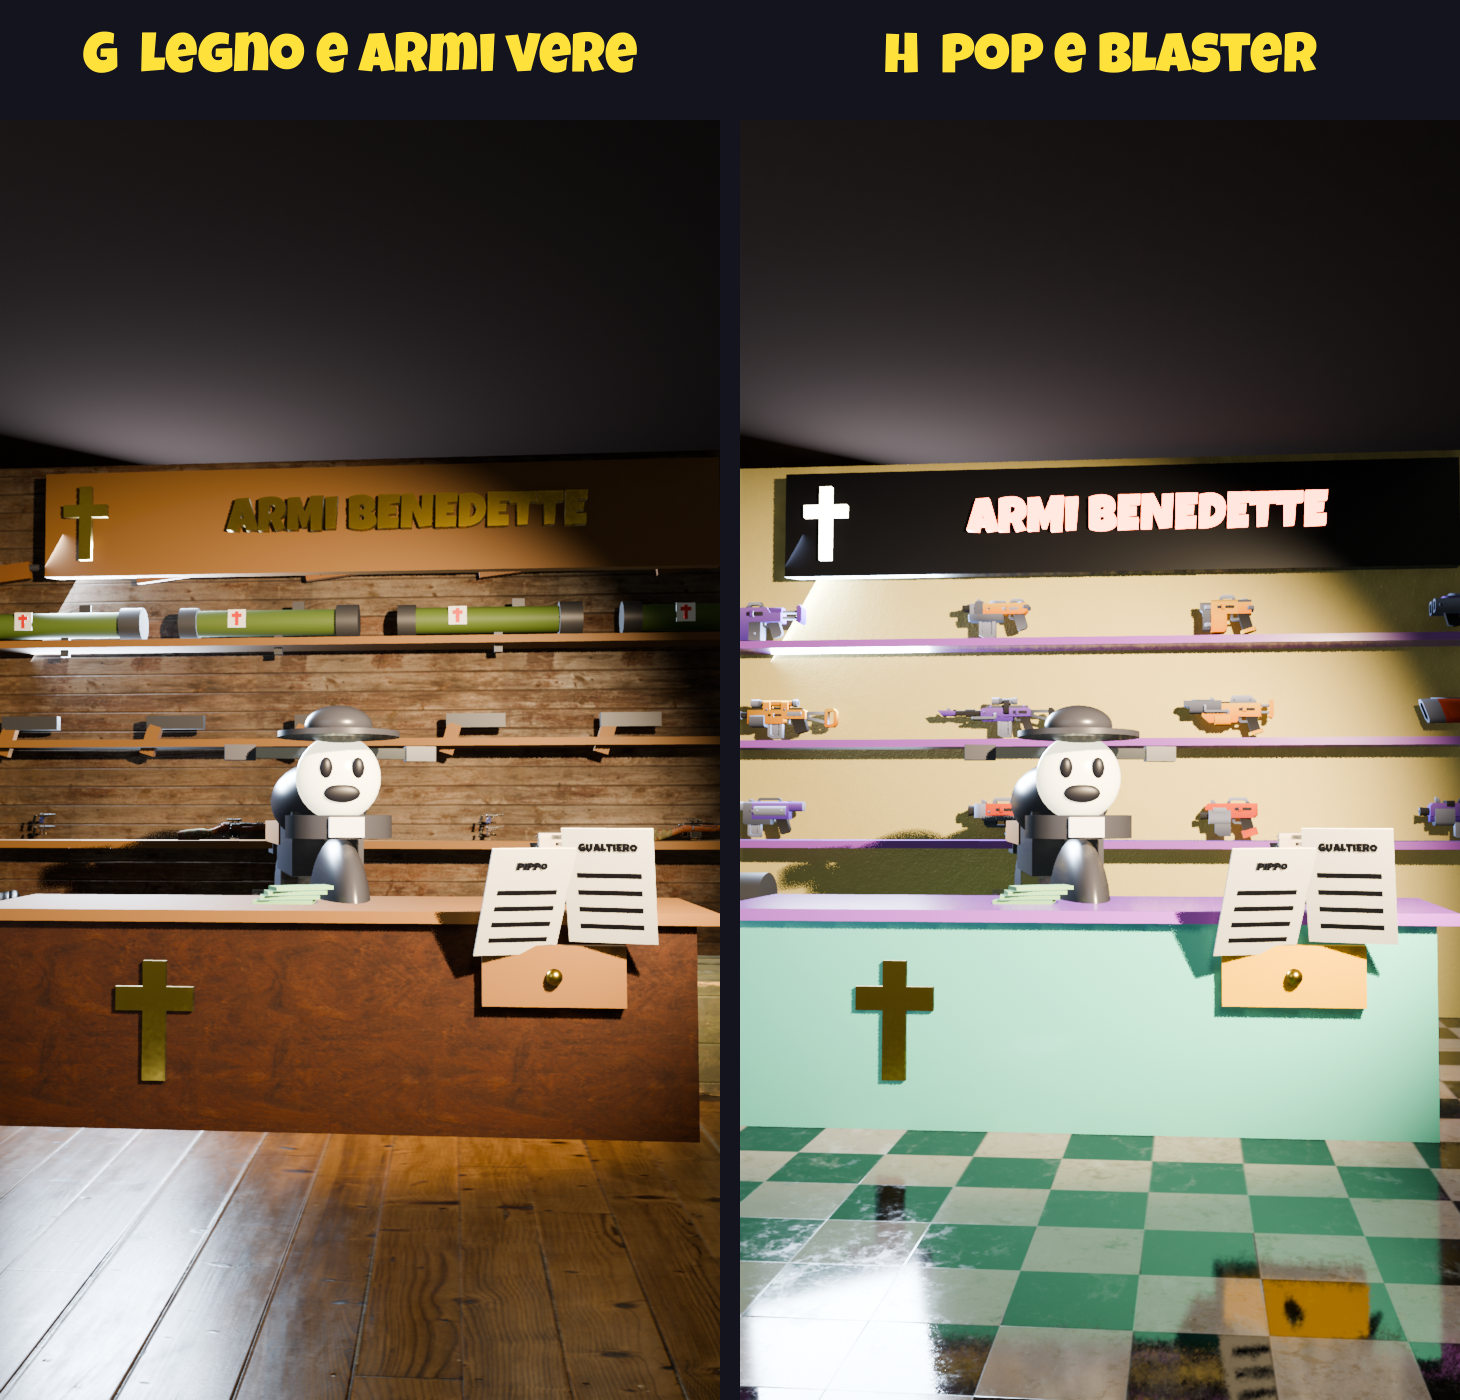 G Legno e Armi vere
H Pop e Blaster
ARMI BENEDETTE
ARMI BENEDETTE
PIPPO
GUALTIERO
PIPPO
GUALTIERO